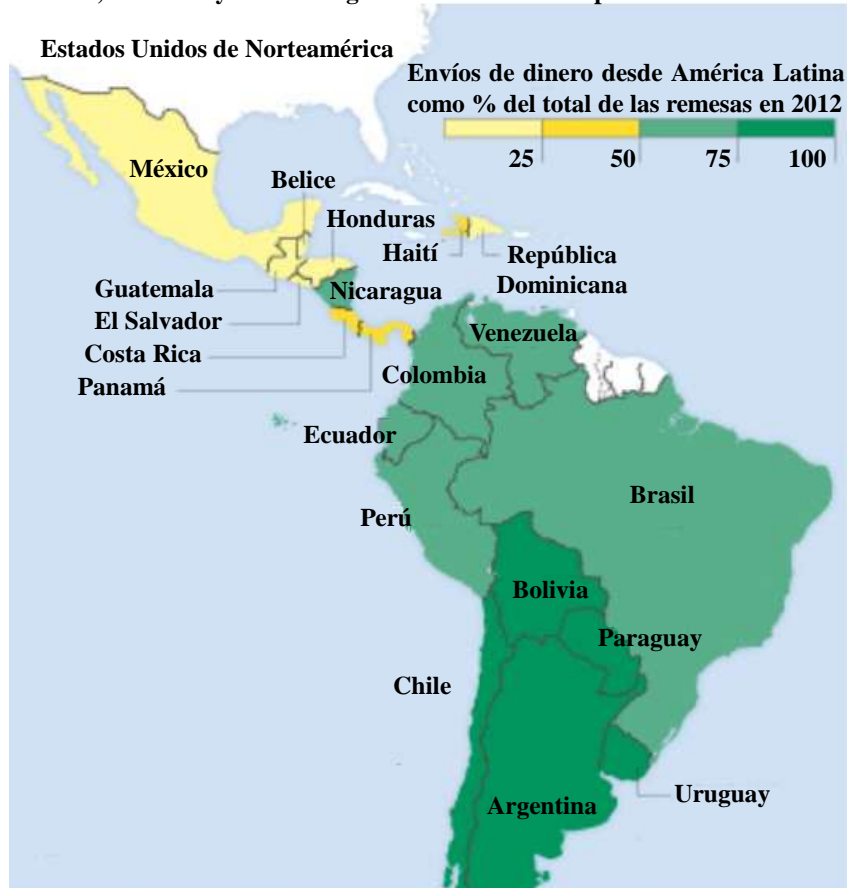 Estados Unidos de Norteamérica
Envíos de dinero desde América Latina
como % del total de las remesas en 2012
25 50 75 100
México
Belice
Honduras
Haití
República
Dominicana
Guatemala
Nicaragua
El Salvador
Costa Rica
Panamá
Venezuela
Colombia
Ecuador
Brasil
Perú
Bolivia
Paraguay
Chile
Uruguay
Argentina